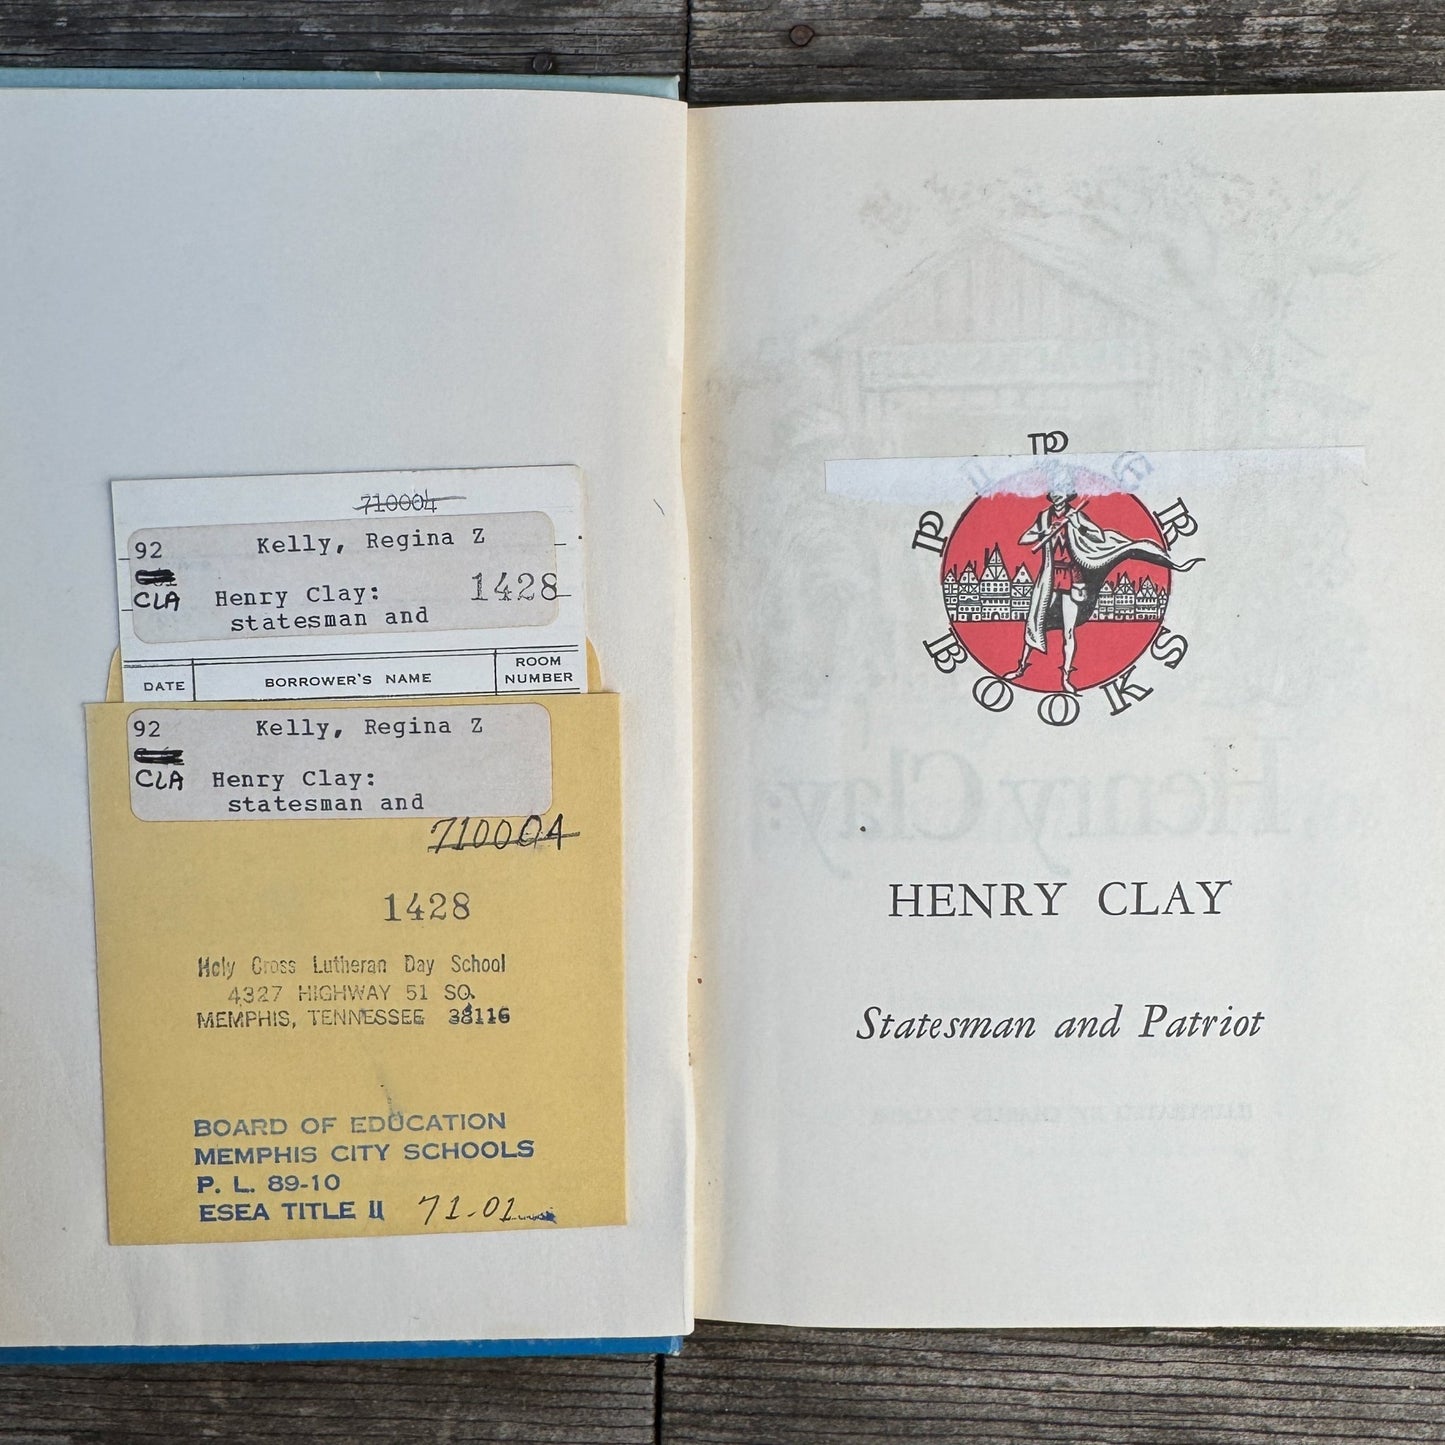 710004
92 Kelly, Regina Z
CLA Henry Clay: 1428
statesman and
DATE BORROWER'S NAME ROOM NUMBER
92 Kelly, Regina Z
CLA Henry Clay:
statesman and
710004
1428
Holy Cross Lutheran Day School
4327 HIGHWAY 51 SO.
MEMPHIS, TENNESSEE 38116
BOARD OF EDUCATION
MEMPHIS CITY SCHOOLS
P. L. 89-10
ESEA TITLE II 71-01
PIPER
BOOKS
HENRY CLAY
Statesman and Patriot
Henry Clay: